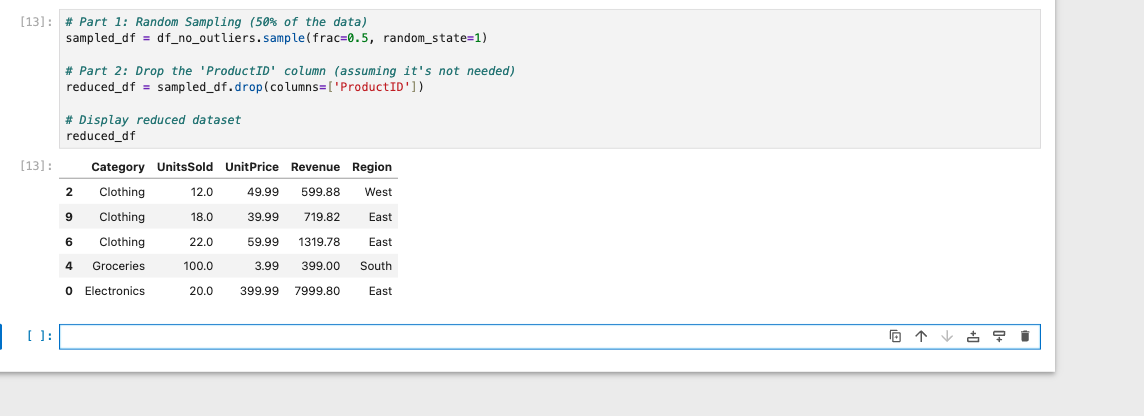 [13]: # Part 1: Random Sampling (50% of the data)
sampled_df = df_no_outliers.sample(frac=0.5, random_state=1)
# Part 2: Drop the 'ProductID' column (assuming it's not needed)
reduced_df = sampled_df.drop(columns=['ProductID'])
# Display reduced dataset
reduced_df
[13]: Category UnitsSold UnitPrice Revenue Region
2 Clothing 12.0 49.99 599.88 West
9 Clothing 18.0 39.99 719.82 East
6 Clothing 22.0 59.99 1319.78 East
4 Groceries 100.0 3.99 399.00 South
0 Electronics 20.0 399.99 7999.80 East
[ ]: